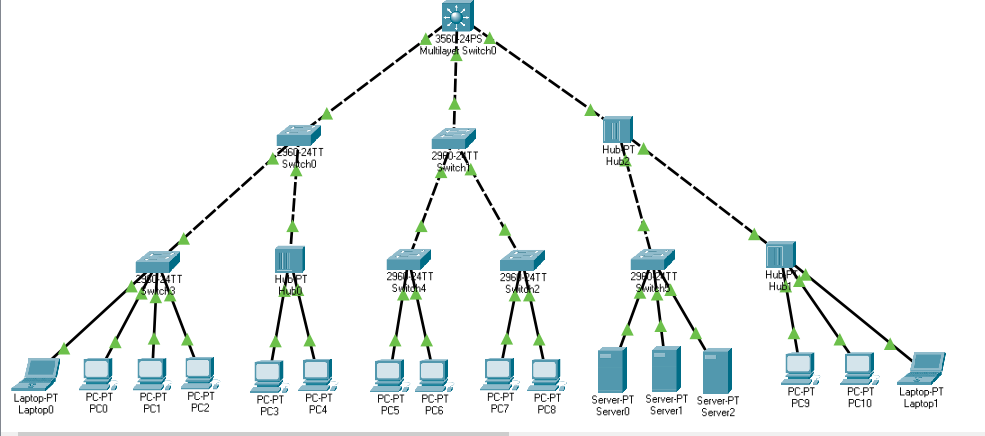 3560-24PS
Multilayer Switch0
2960-24TT
Switch0
2960-24TT
Switch1
Hub-PT
Hub2
2960-24TT
Switch3
Hub-PT
Hub0
2960-24TT
Switch4
2960-24TT
Switch2
2960-24TT
Switch5
Hub-PT
Hub1
Laptop-PT
Laptop0
PC-PT
PC0
PC-PT
PC1
PC-PT
PC2
PC-PT
PC3
PC-PT
PC4
PC-PT
PC5
PC-PT
PC6
PC-PT
PC7
PC-PT
PC8
Server-PT
Server0
Server-PT
Server1
Server-PT
Server2
PC-PT
PC9
PC-PT
PC10
Laptop-PT
Laptop1